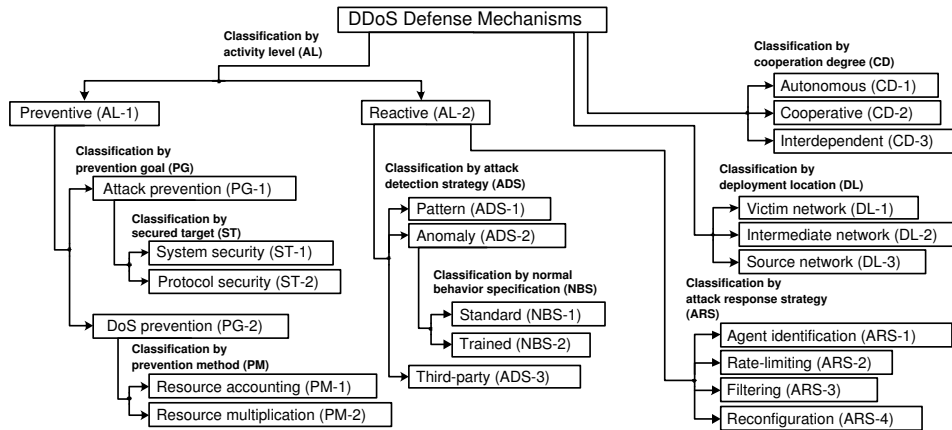 DDoS Defense Mechanisms
Classification by
activity level (AL)
Preventive (AL-1)
Classification by
prevention goal (PG)
Attack prevention (PG-1)
Classification by
secured target (ST)
System security (ST-1)
Protocol security (ST-2)
DoS prevention (PG-2)
Classification by
prevention method (PM)
Resource accounting (PM-1)
Resource multiplication (PM-2)
Reactive (AL-2)
Classification by attack
detection strategy (ADS)
Pattern (ADS-1)
Anomaly (ADS-2)
Classification by normal
behavior specification (NBS)
Standard (NBS-1)
Trained (NBS-2)
Third-party (ADS-3)
Classification by
cooperation degree (CD)
Autonomous (CD-1)
Cooperative (CD-2)
Interdependent (CD-3)
Classification by
deployment location (DL)
Victim network (DL-1)
Intermediate network (DL-2)
Source network (DL-3)
Classification by
attack response strategy
(ARS)
Agent identification (ARS-1)
Rate-limiting (ARS-2)
Filtering (ARS-3)
Reconfiguration (ARS-4)